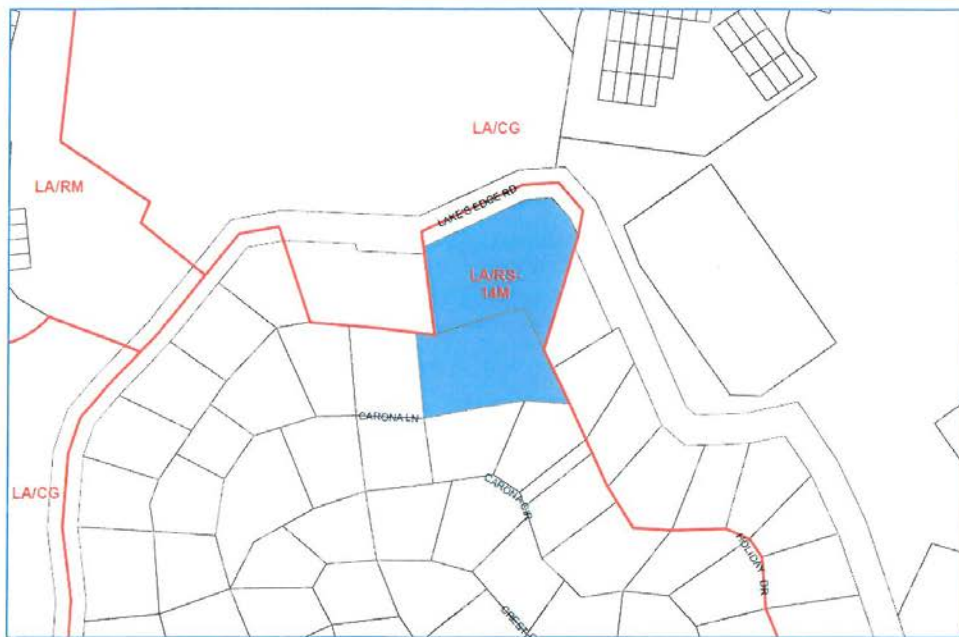 LA/CG
LA/RM
LAKE'S EDGE RD
LA/RS-
14M
CARONA LN
LA/CG
CARONA CIR
HOLIDAY DR